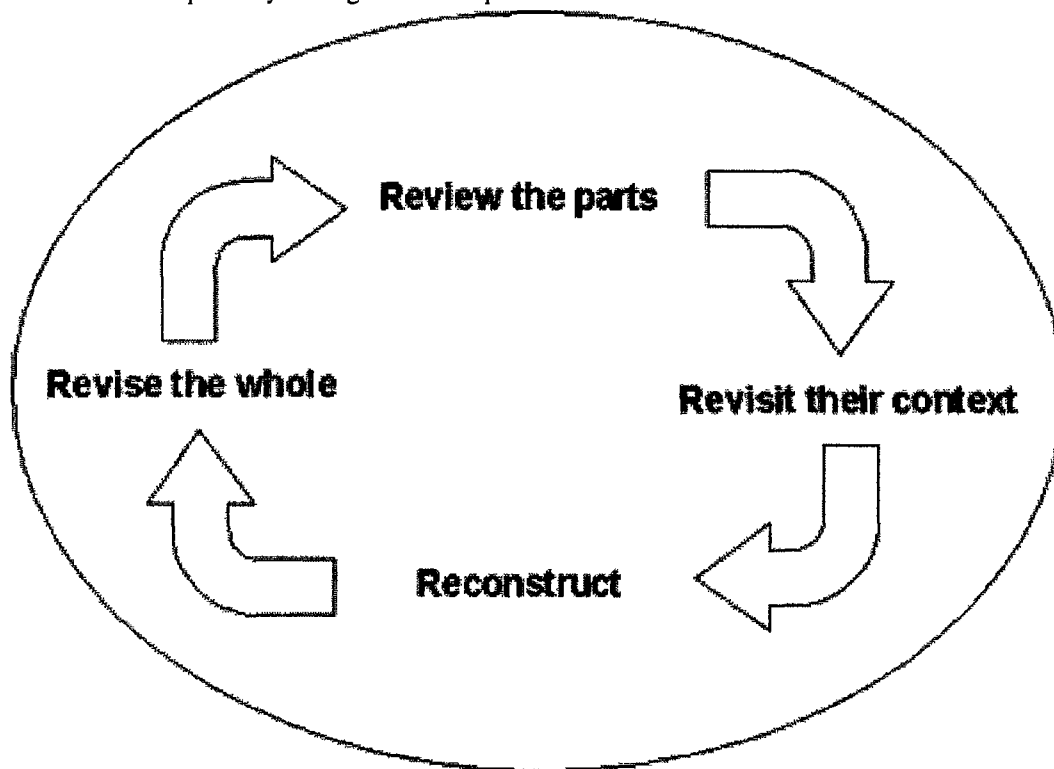 Review the parts
Revise the whole
Revisit their context
Reconstruct